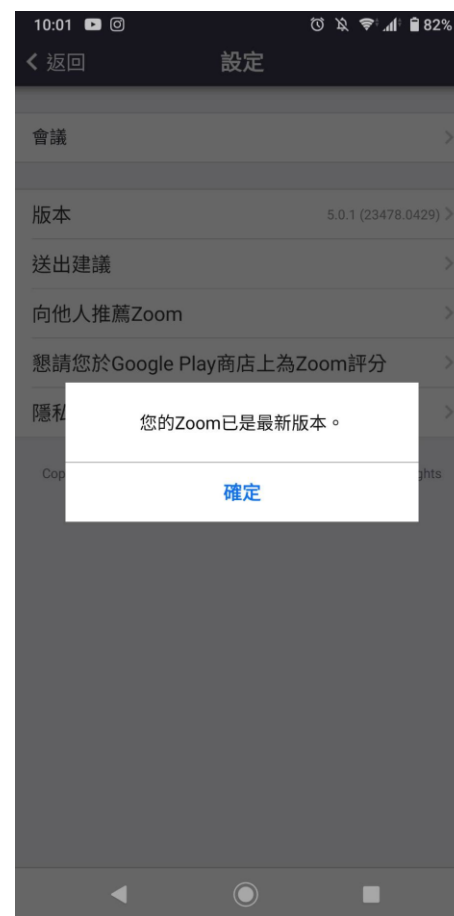 10:01 82%
返回 設定
會議
版本 5.0.1 (23478.0429)
送出建議
向他人推薦Zoom
懇請您於Google Play商店上為Zoom評分
隱私
您的Zoom已是最新版本。
確定